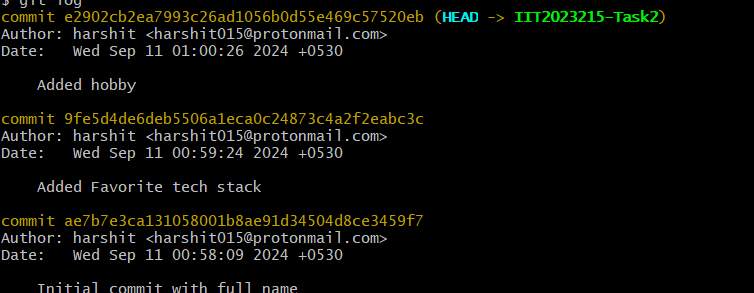 $ git log
commit e2902cb2ea7993c26ad1056b0d55e469c57520eb (HEAD -> IIT2023215-Task2)
Author: harshit <harshit015@protonmail.com>
Date:   Wed Sep 11 01:00:26 2024 +0530
Added hobby
commit 9fe5d4de6deb5506a1eca0c24873c4a2f2eabc3c
Author: harshit <harshit015@protonmail.com>
Date:   Wed Sep 11 00:59:24 2024 +0530
Added Favorite tech stack
commit ae7b7e3ca131058001b8ae91d34504d8ce3459f7
Author: harshit <harshit015@protonmail.com>
Date:   Wed Sep 11 00:58:09 2024 +0530
Initial commit with full name